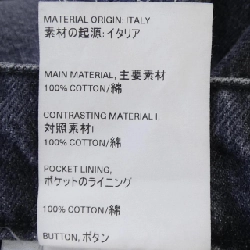 MATERIAL ORIGIN: ITALY
素材の起源: イタリア
MAIN MATERIAL, 主要素材
100% COTTON/綿
CONTRASTING MATERIAL I
対照素材I
100% COTTON/綿
POCKET LINING,
ポケットのライニング
100% COTTON/綿
BUTTON, ボタン